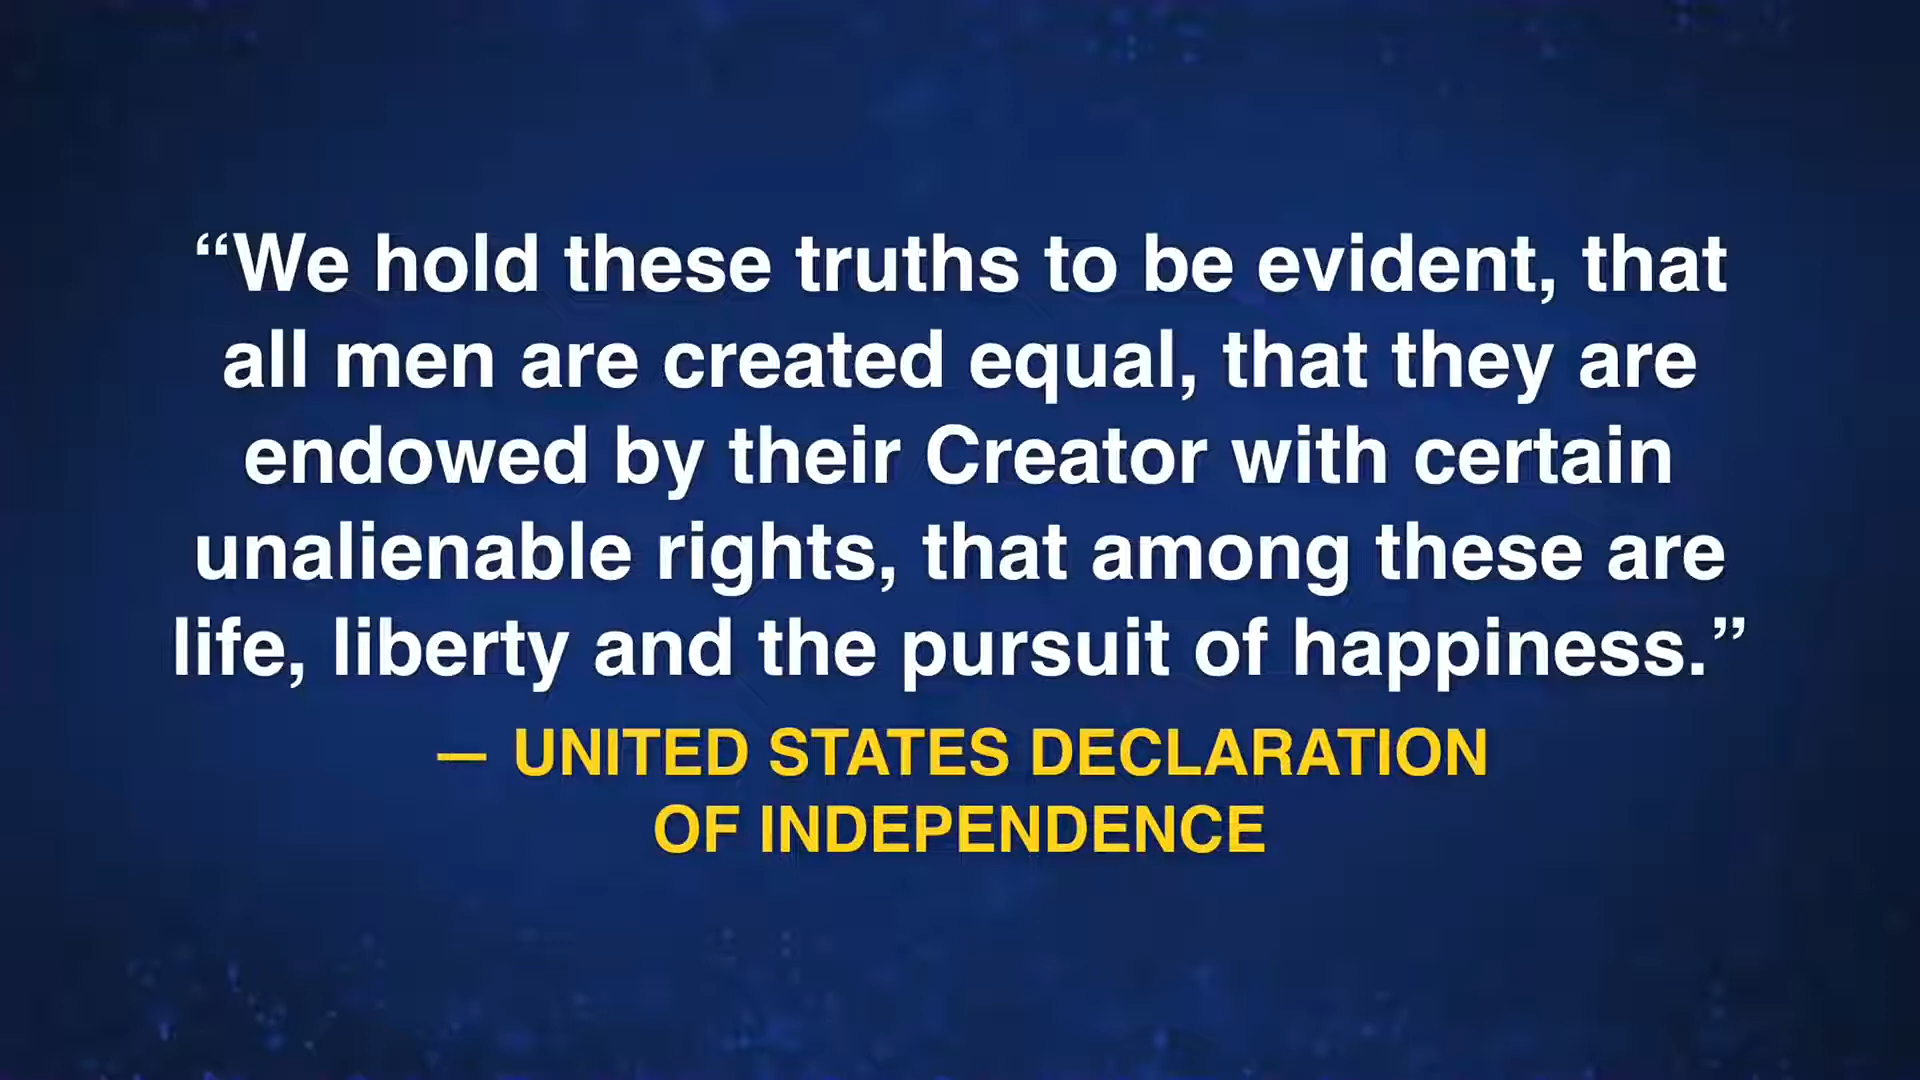 “We hold these truths to be evident, that
all men are created equal, that they are
endowed by their Creator with certain
unalienable rights, that among these are
life, liberty and the pursuit of happiness.”
— UNITED STATES DECLARATION
OF INDEPENDENCE